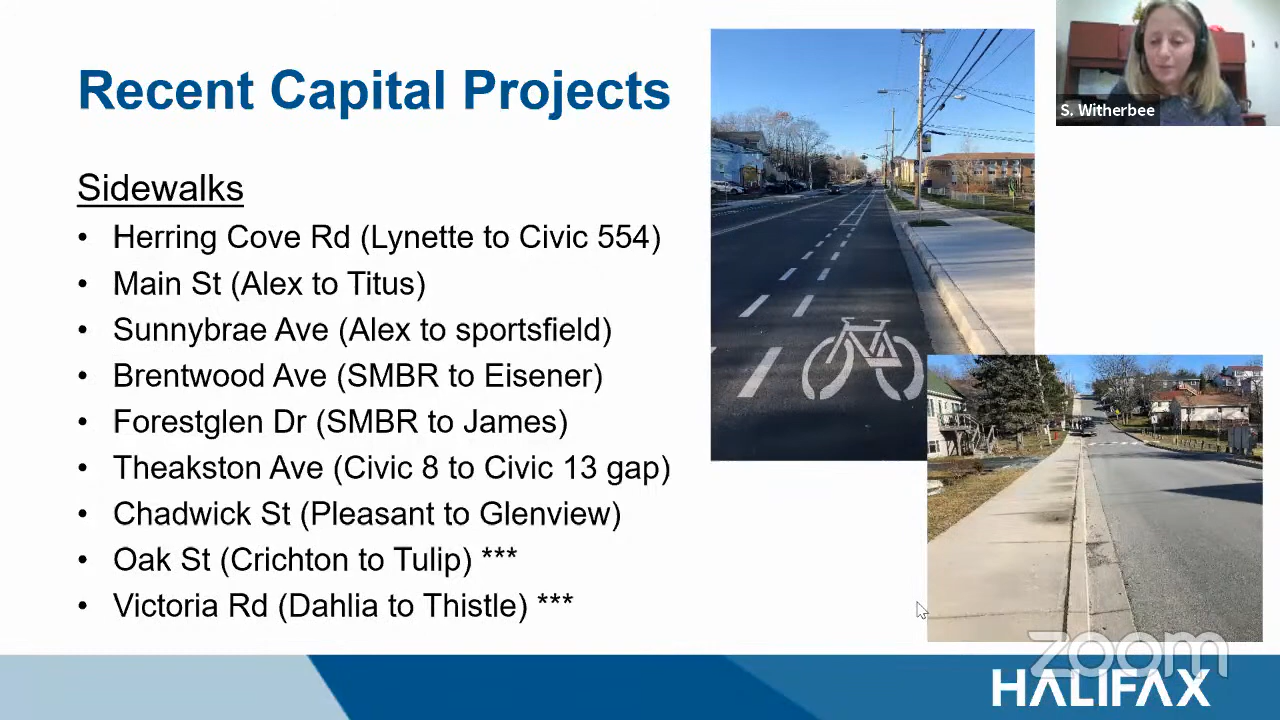 Recent Capital Projects
S. Witherbee
Sidewalks
• Herring Cove Rd (Lynette to Civic 554)
• Main St (Alex to Titus)
• Sunnybrae Ave (Alex to sportsfield)
• Brentwood Ave (SMBR to Eisener)
• Forestglen Dr (SMBR to James)
• Theakston Ave (Civic 8 to Civic 13 gap)
• Chadwick St (Pleasant to Glenview)
• Oak St (Crichton to Tulip) ***
• Victoria Rd (Dahlia to Thistle) ***
zoom
HALIFAX